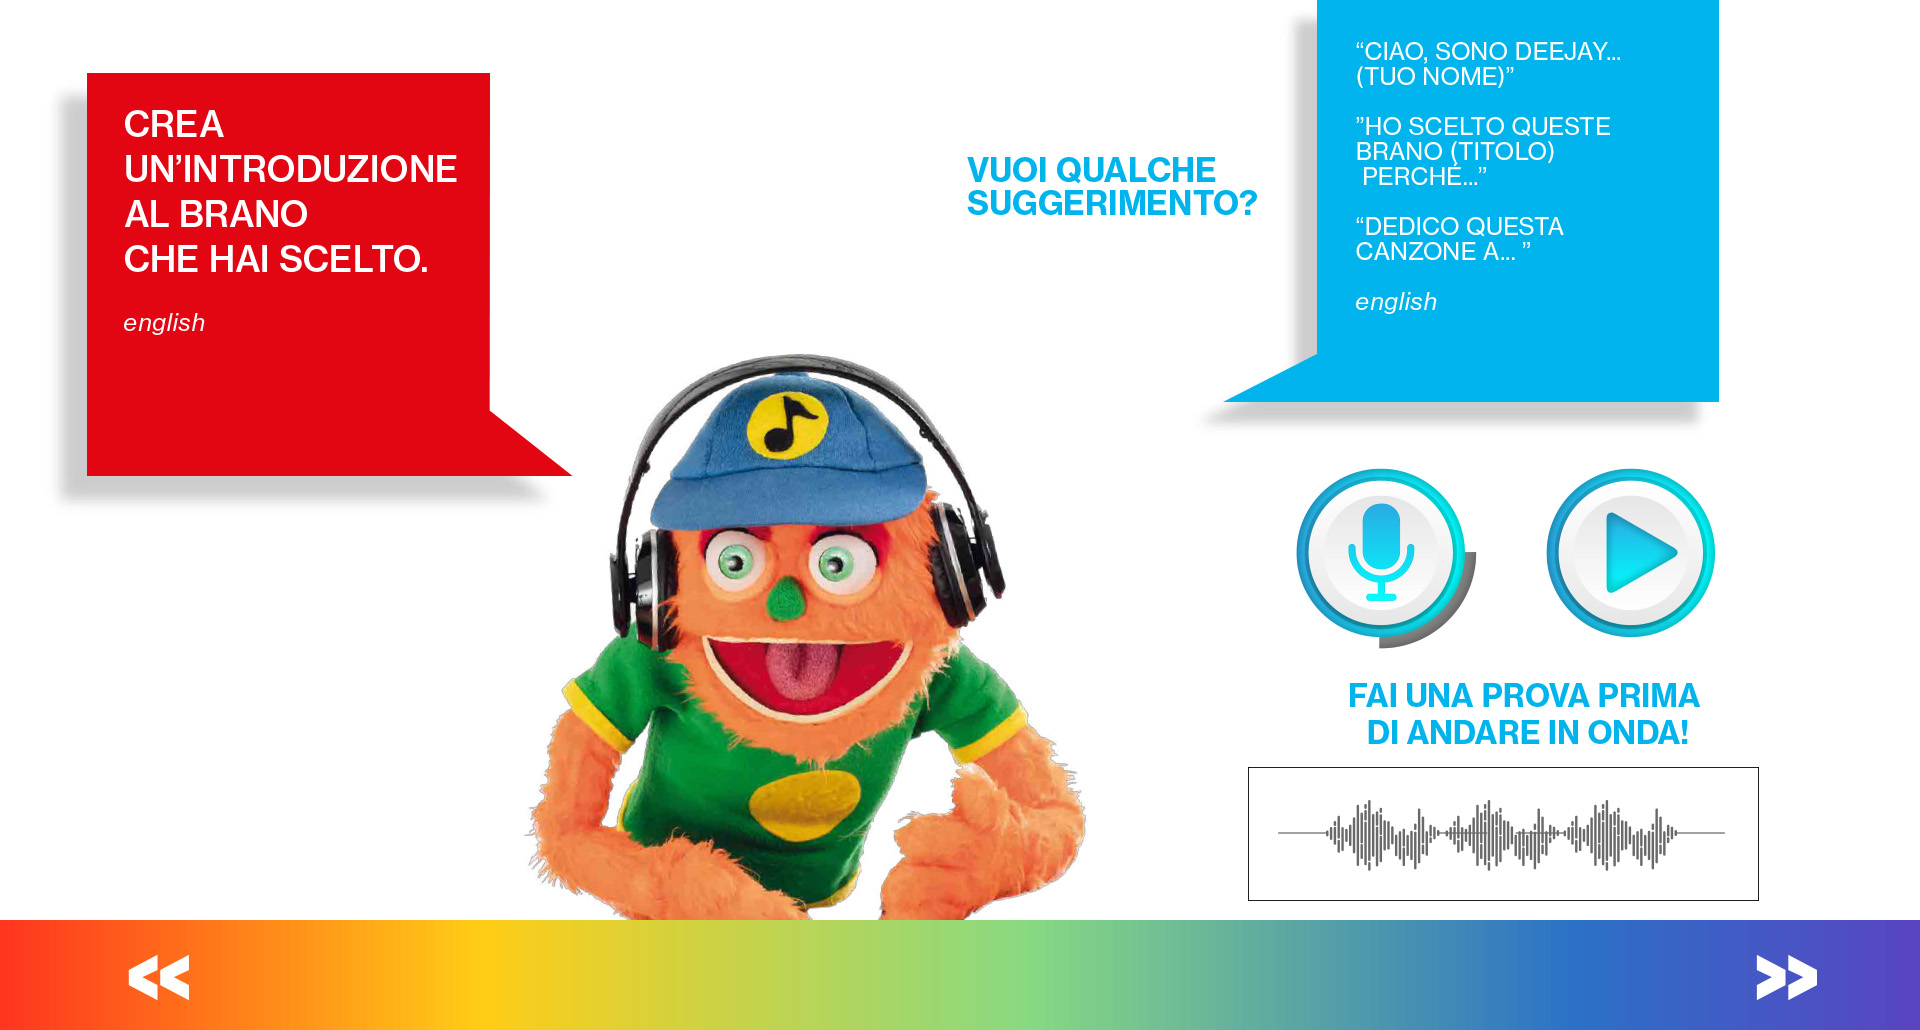 CREA
UN’INTRODUZIONE
AL BRANO
CHE HAI SCELTO.
english
VUOI QUALCHE
SUGGERIMENTO?
“CIAO, SONO DEEJAY...
(TUO NOME)”
”HO SCELTO QUESTE
BRANO (TITOLO)
PERCHÉ...”
“DEDICO QUESTA
CANZONE A... ”
english
FAI UNA PROVA PRIMA
DI ANDARE IN ONDA!